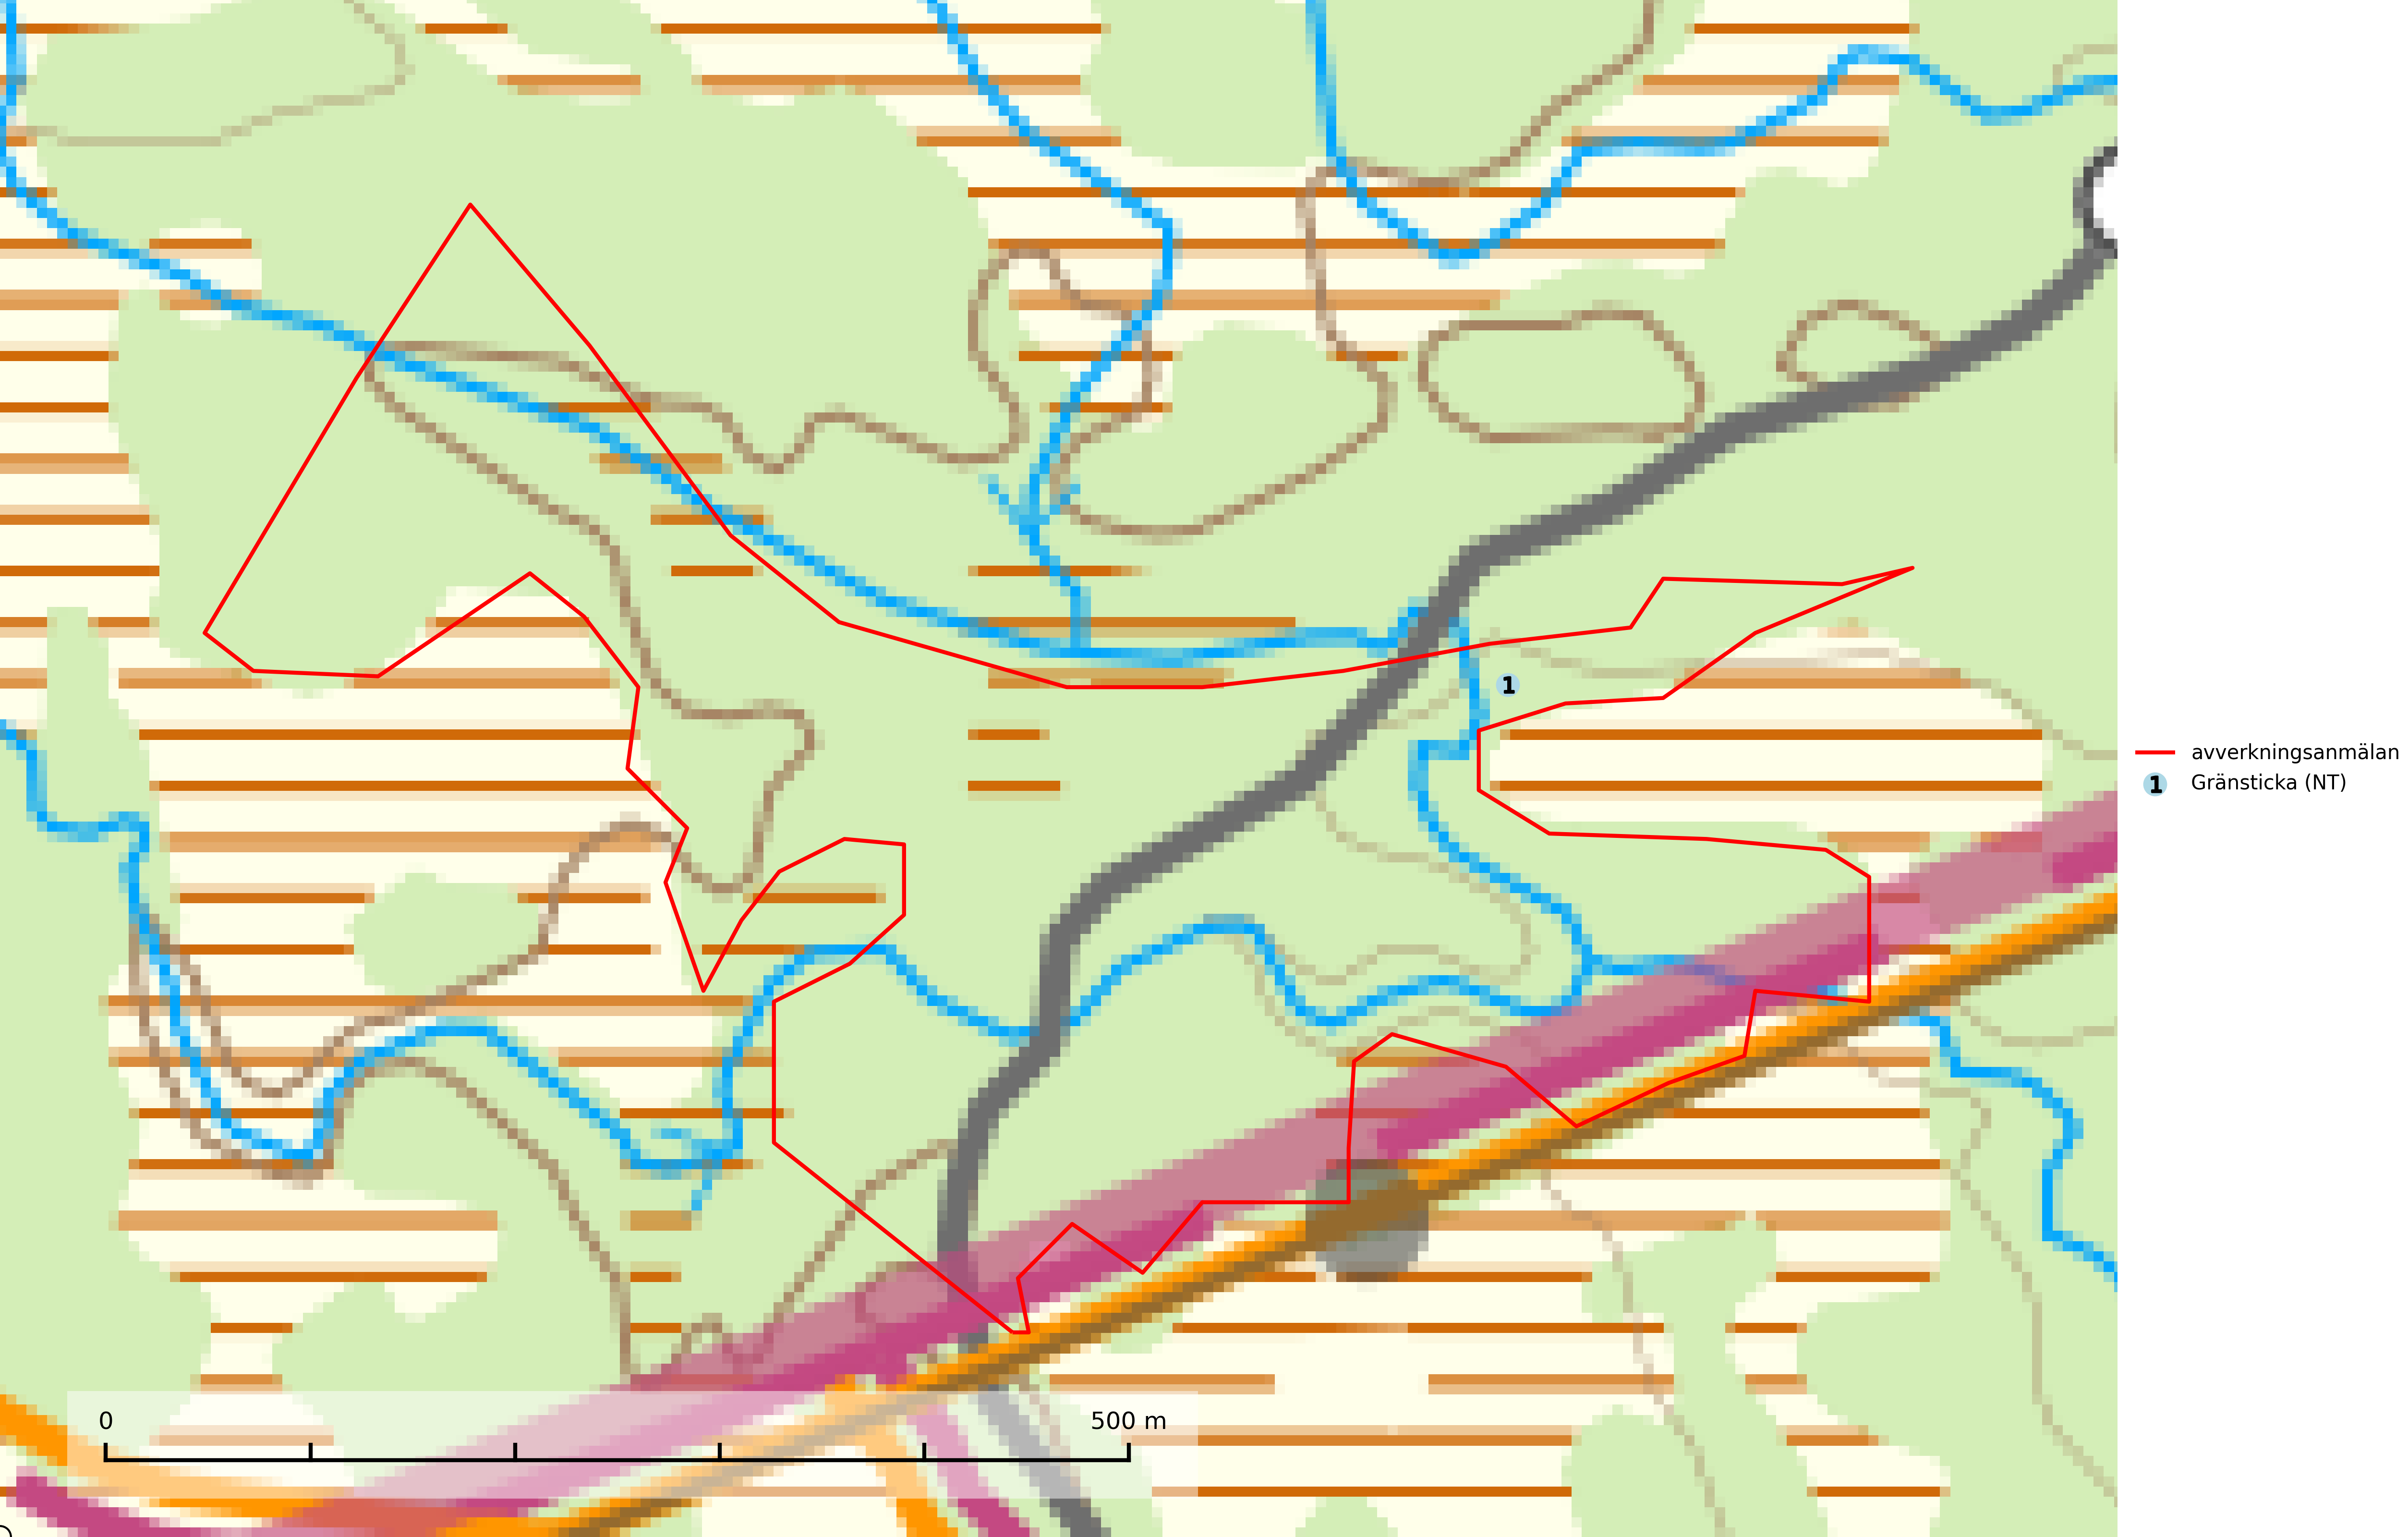 1
avverkningsanmälan
1 Gränsticka (NT)
0 500 m